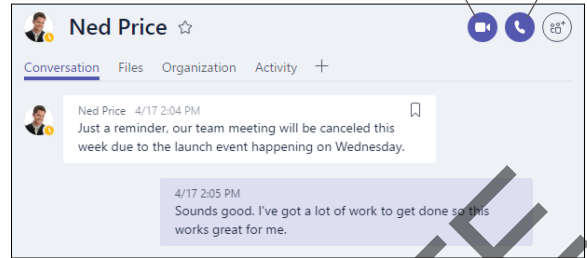 Ned Price
Conversation Files Organization Activity
Ned Price 4/17 2:04 PM
Just a reminder, our team meeting will be canceled this
week due to the launch event happening on Wednesday.
4/17 2:05 PM
Sounds good. I've got a lot of work to get done so this
works great for me.